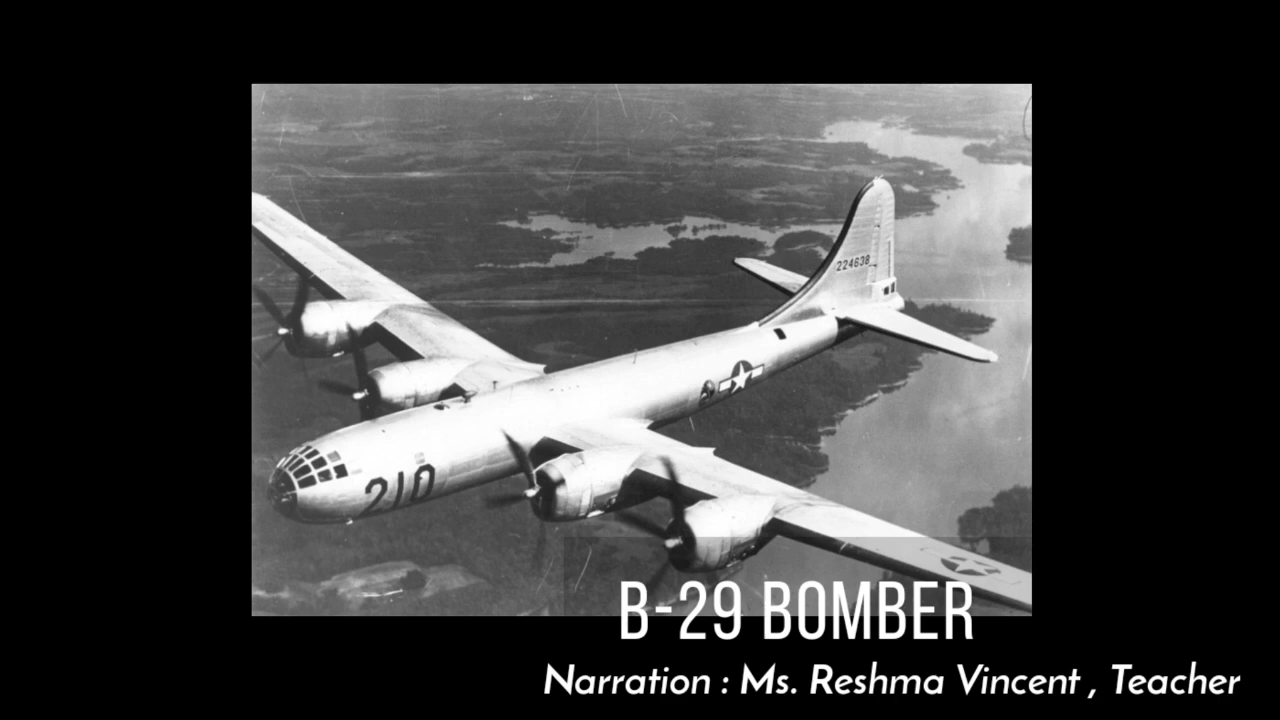 224638
210
B-29 BOMBER
Narration : Ms. Reshma Vincent , Teacher